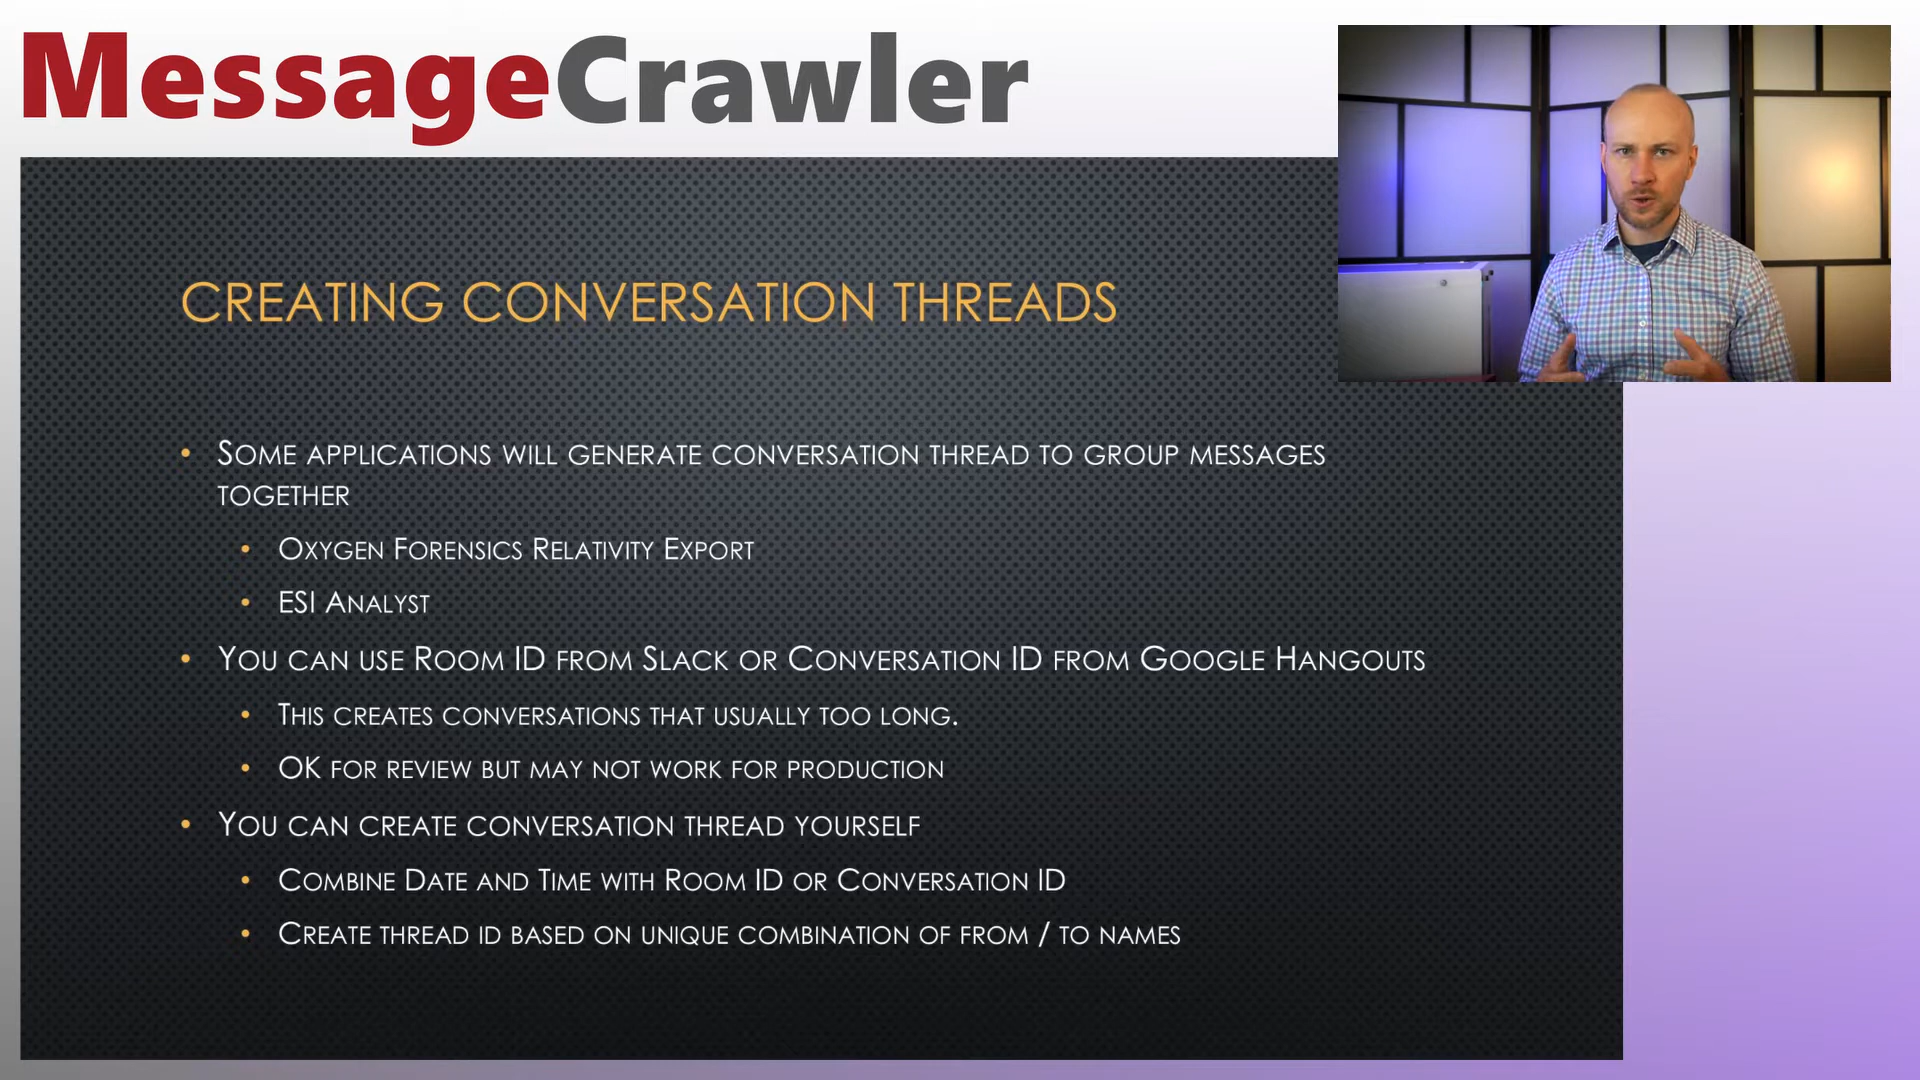 MessageCrawler
CREATING CONVERSATION THREADS
• SOME APPLICATIONS WILL GENERATE CONVERSATION THREAD TO GROUP MESSAGES
TOGETHER
• OXYGEN FORENSICS RELATIVITY EXPORT
• ESI ANALYST
• YOU CAN USE ROOM ID FROM SLACK OR CONVERSATION ID FROM GOOGLE HANGOUTS
• THIS CREATES CONVERSATIONS THAT USUALLY TOO LONG.
• OK FOR REVIEW BUT MAY NOT WORK FOR PRODUCTION
• YOU CAN CREATE CONVERSATION THREAD YOURSELF
• COMBINE DATE AND TIME WITH ROOM ID OR CONVERSATION ID
• CREATE THREAD ID BASED ON UNIQUE COMBINATION OF FROM / TO NAMES